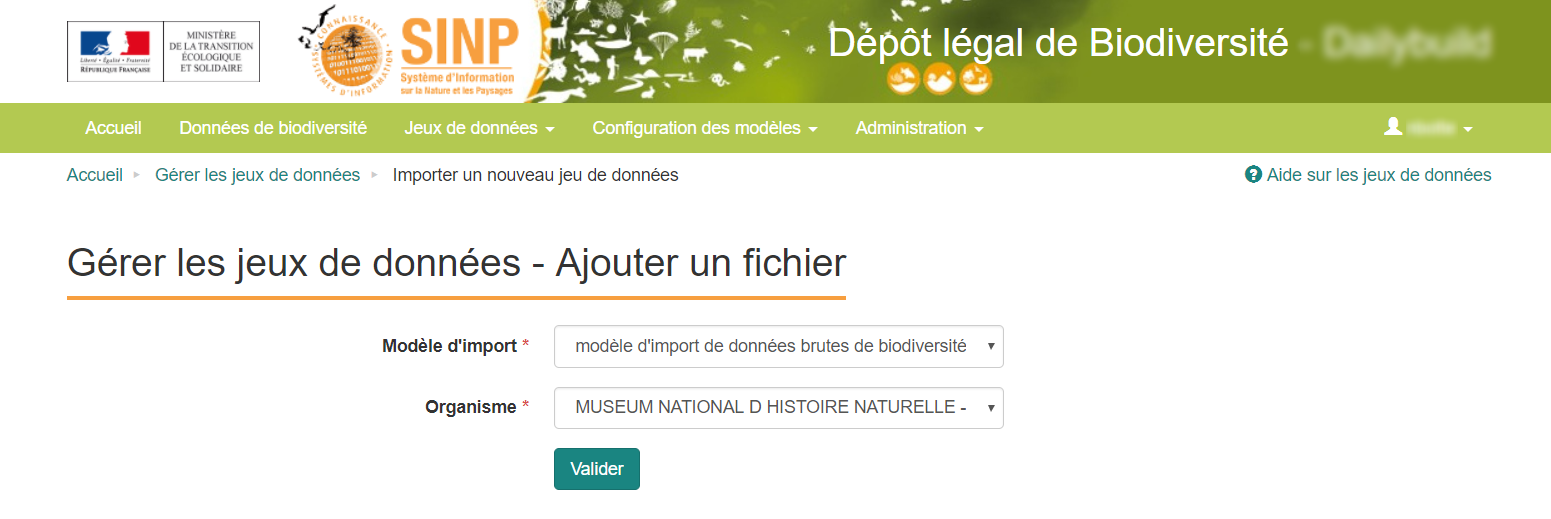 MINISTÈRE
DE LA TRANSITION
ÉCOLOGIQUE
ET SOLIDAIRE
Liberté • Égalité • Fraternité
RÉPUBLIQUE FRANÇAISE
CONNAISSANCE
SYSTÈMES D'INFORMATION
SINP
Système d'Information
sur la Nature et les Paysages
Dépôt légal de Biodiversité -
Accueil Données de biodiversité Jeux de données Configuration des modèles Administration
Accueil Gérer les jeux de données Importer un nouveau jeu de données Aide sur les jeux de données
Gérer les jeux de données - Ajouter un fichier
Modèle d'import * modèle d'import de données brutes de biodiversité
Organisme * MUSEUM NATIONAL D HISTOIRE NATURELLE -
Valider